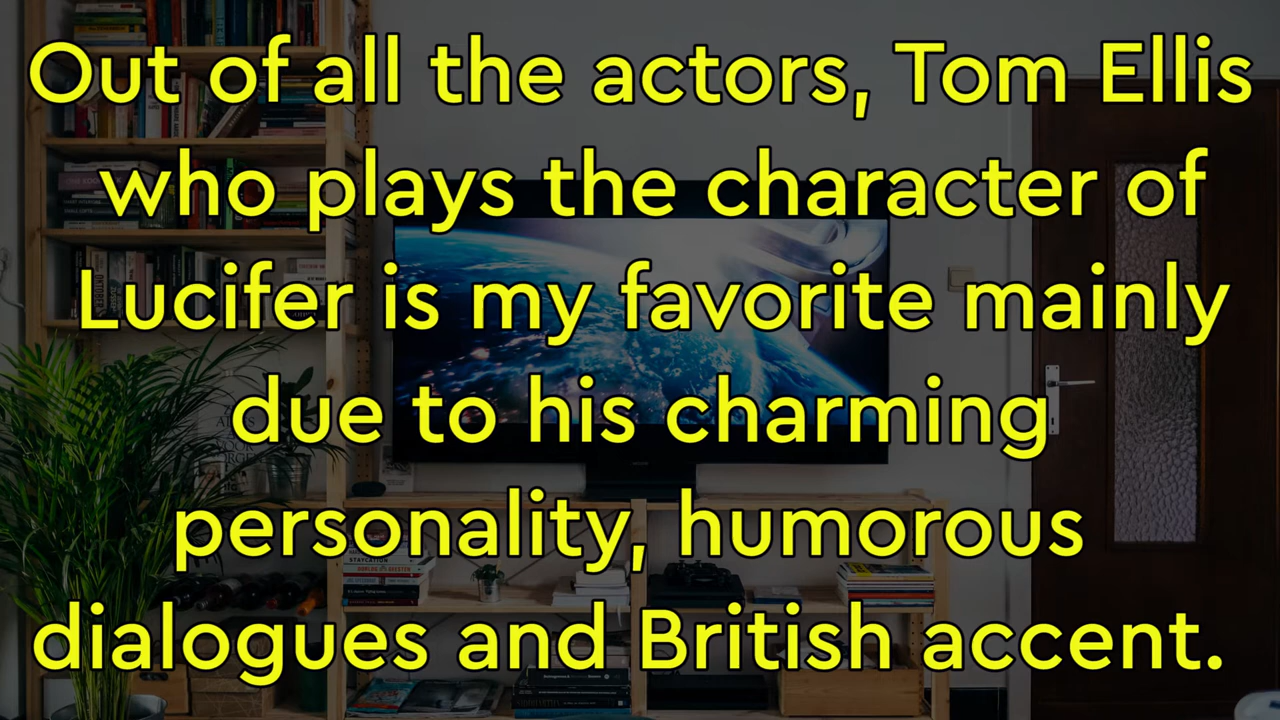 Out of all the actors, Tom Ellis
who plays the character of
Lucifer is my favorite mainly
due to his charming
personality, humorous
dialogues and British accent.
STAYCATION